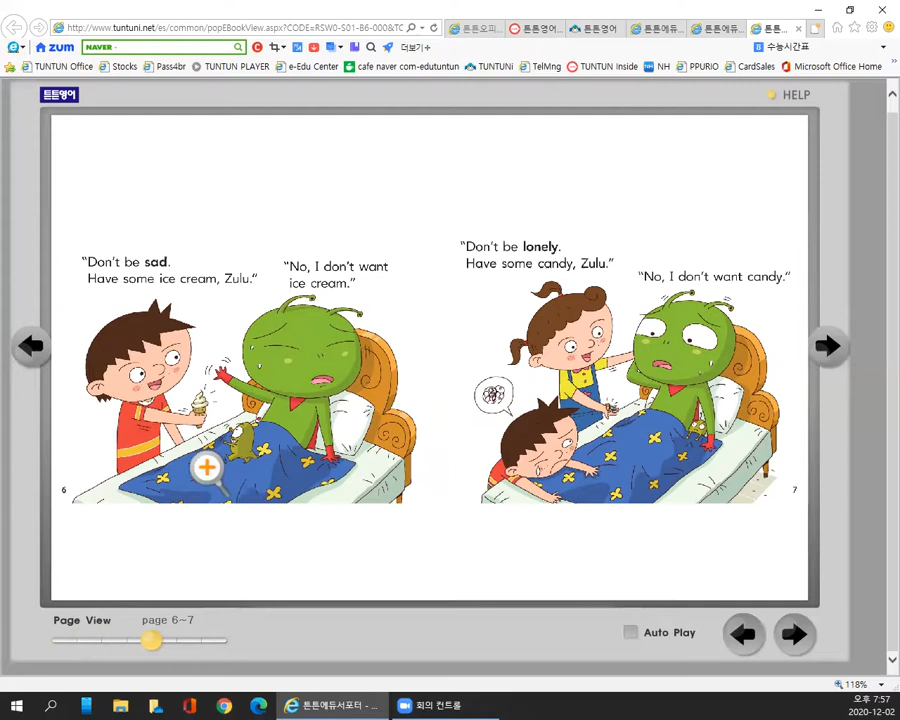 http://www.tuntuni.net/es/common/popEBookView.aspx?CODE=RSW0-S01-B6-000&TC
튼튼오피...
튼튼영어...
튼튼영어
튼튼에듀...
튼튼에듀...
튼튼...
zum
NAVER
더보기+
수능시간표
TUNTUN Office
Stocks
Pass4br
TUNTUN PLAYER
e-Edu Center
cafe naver com-edutuntun
TUNTUNi
TelMng
TUNTUN Inside
NH
PPURIO
CardSales
Microsoft Office Home
튼튼영어
HELP
“Don’t be sad.
Have some ice cream, Zulu.”
“No, I don’t want
ice cream.”
6
“Don’t be lonely.
Have some candy, Zulu.”
“No, I don’t want candy.”
7
Page View
page 6~7
Auto Play
118%
튼튼에듀서포터 - ...
회의 컨트롤
오후 7:57
2020-12-02